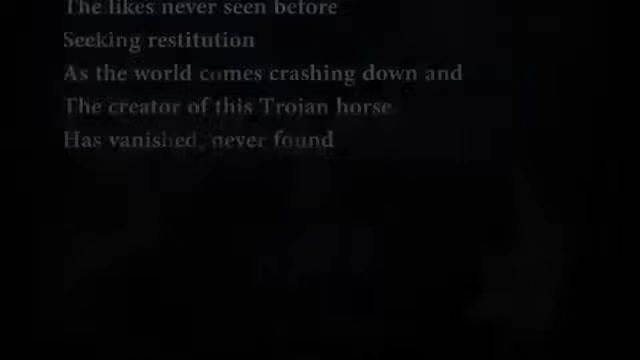 The likes never seen before
Seeking restitution
As the world comes crashing down and
The creator of this Trojan horse
Has vanished, never found